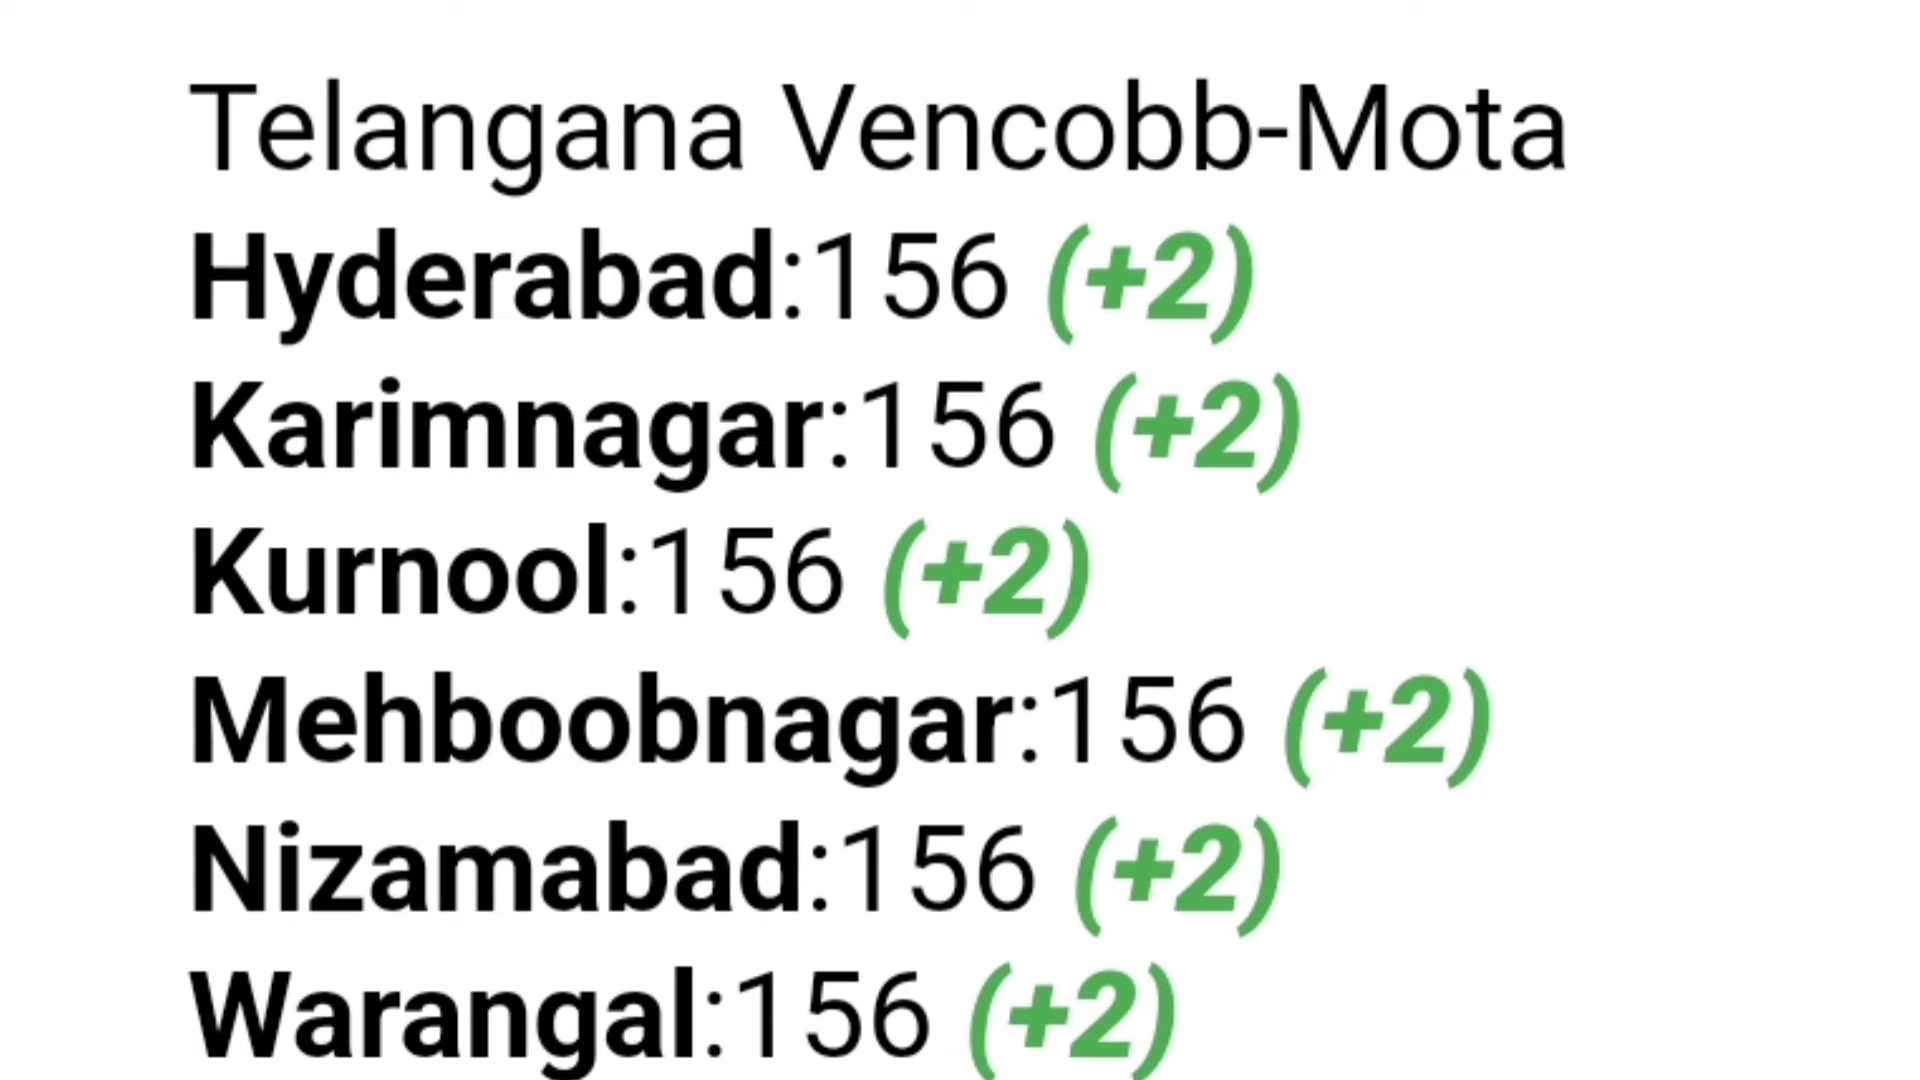 Telangana Vencobb-Mota
Hyderabad:156 (+2)
Karimnagar:156 (+2)
Kurnool:156 (+2)
Mehboobnagar:156 (+2)
Nizamabad:156 (+2)
Warangal:156 (+2)